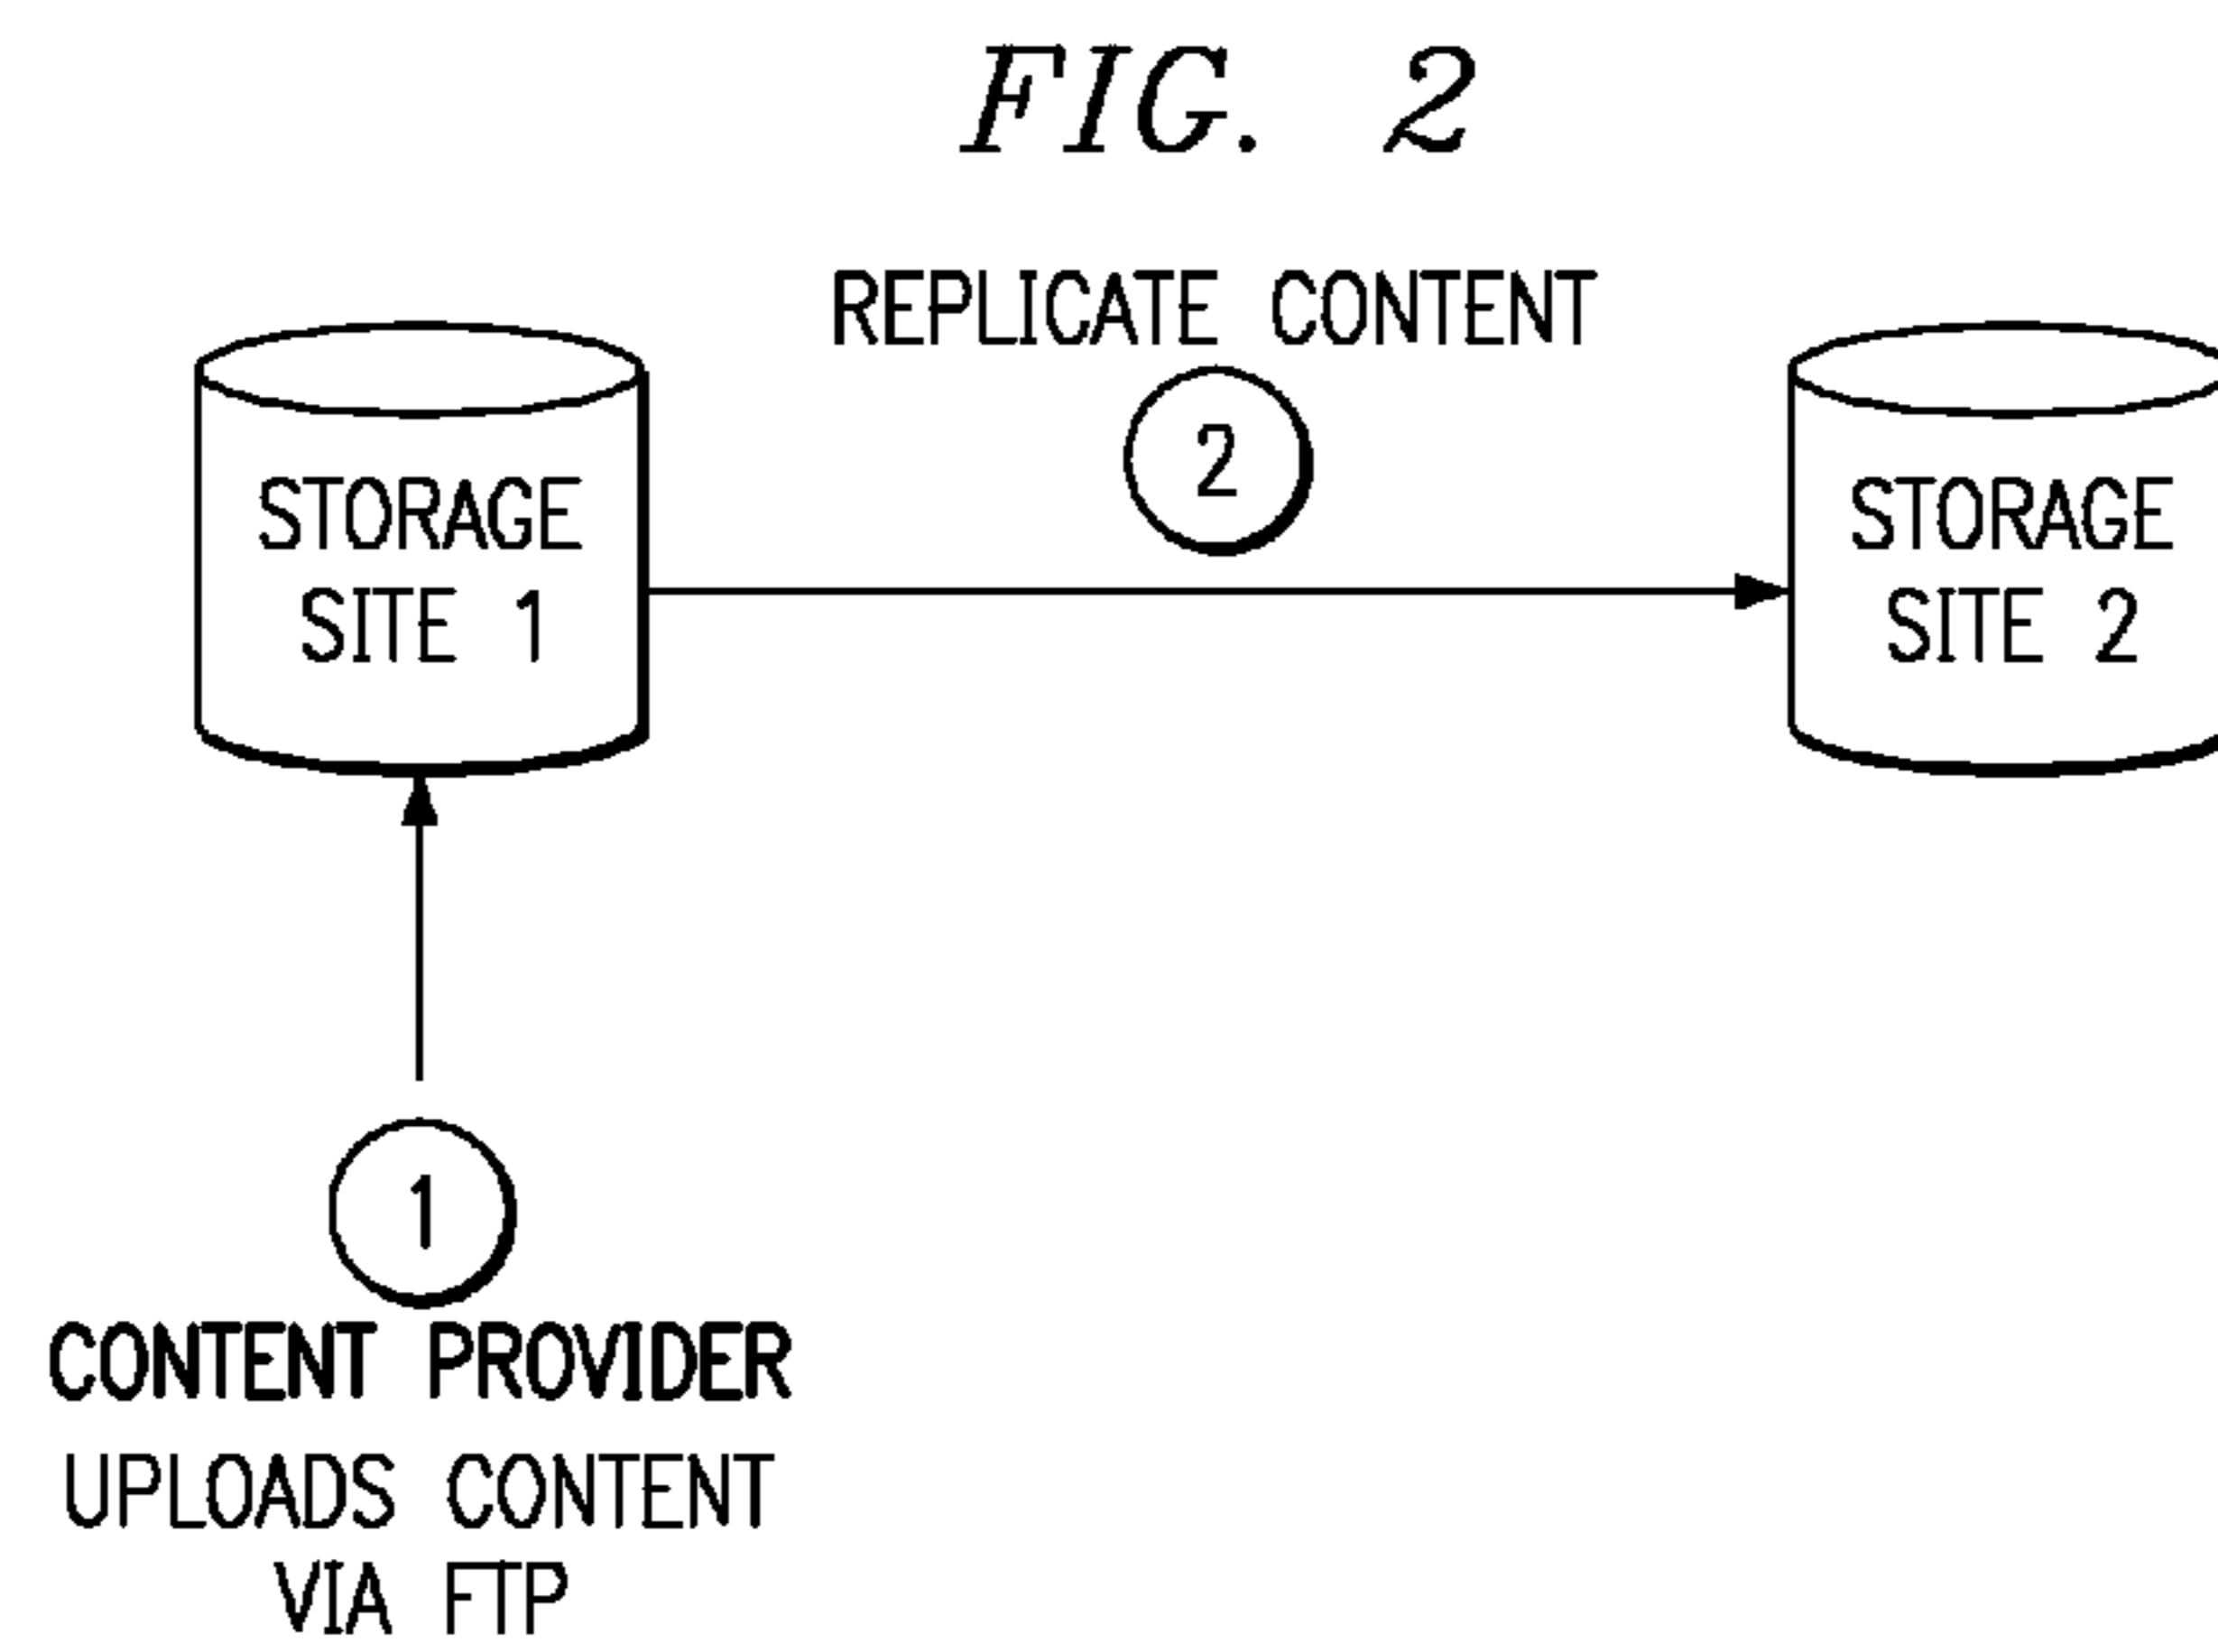 FIG. 2
REPLICATE CONTENT
2
STORAGE
SITE 1
STORAGE
SITE 2
1
CONTENT PROVIDER
UPLOADS CONTENT
VIA FTP